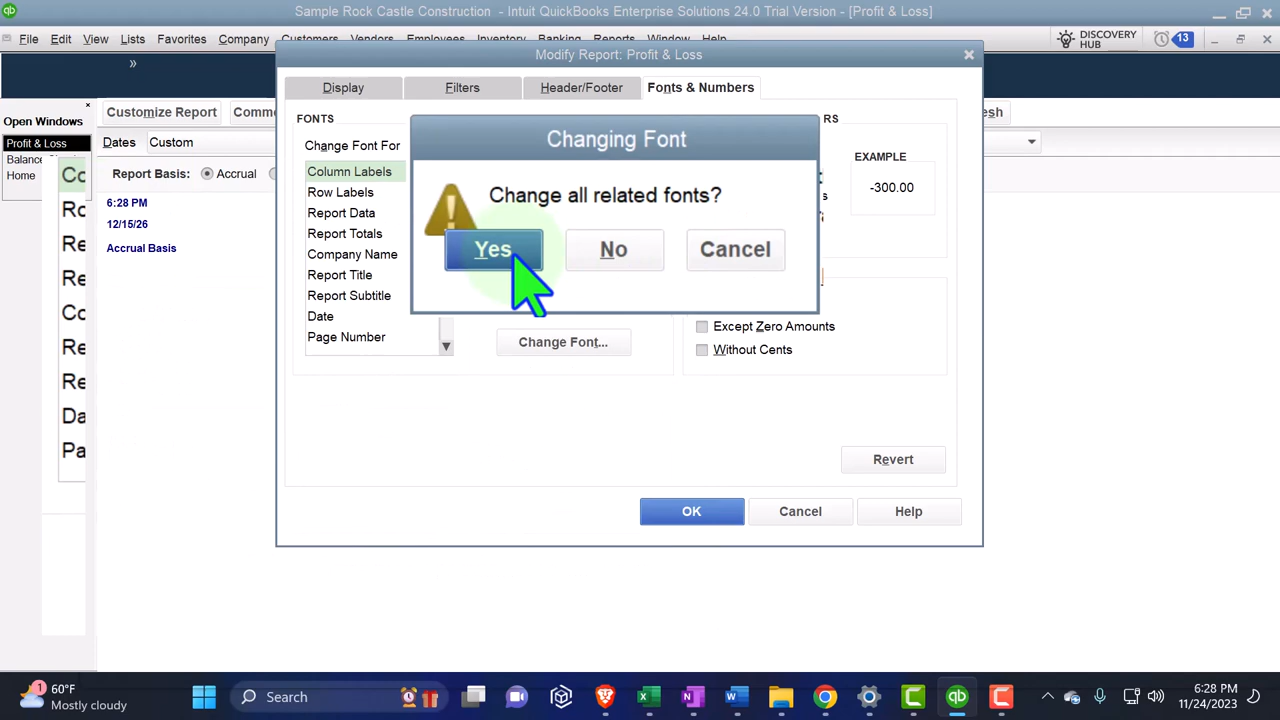 Sample Rock Castle Construction - Intuit QuickBooks Enterprise Solutions 24.0 Trial Version - [Profit & Loss]
File Edit View Lists Favorites Company Customers Vendors Employees Inventory Banking Reports Window Help
DISCOVERY
HUB
13
»
Modify Report: Profit & Loss
Display Filters Header/Footer Fonts & Numbers
Customize Report
Open Windows
Profit & Loss
Home
Dates Custom
Report Basis: Accrual
6:28 PM
12/15/26
Accrual Basis
FONTS
Change Font For
Column Labels
Row Labels
Report Data
Report Totals
Company Name
Report Title
Report Subtitle
Date
Page Number
Changing Font
Change all related fonts?
Yes No Cancel
Change Font...
EXAMPLE
-300.00
Except Zero Amounts
Without Cents
Revert
OK Cancel Help
1
60°F
Mostly cloudy
Search
6:28 PM
11/24/2023